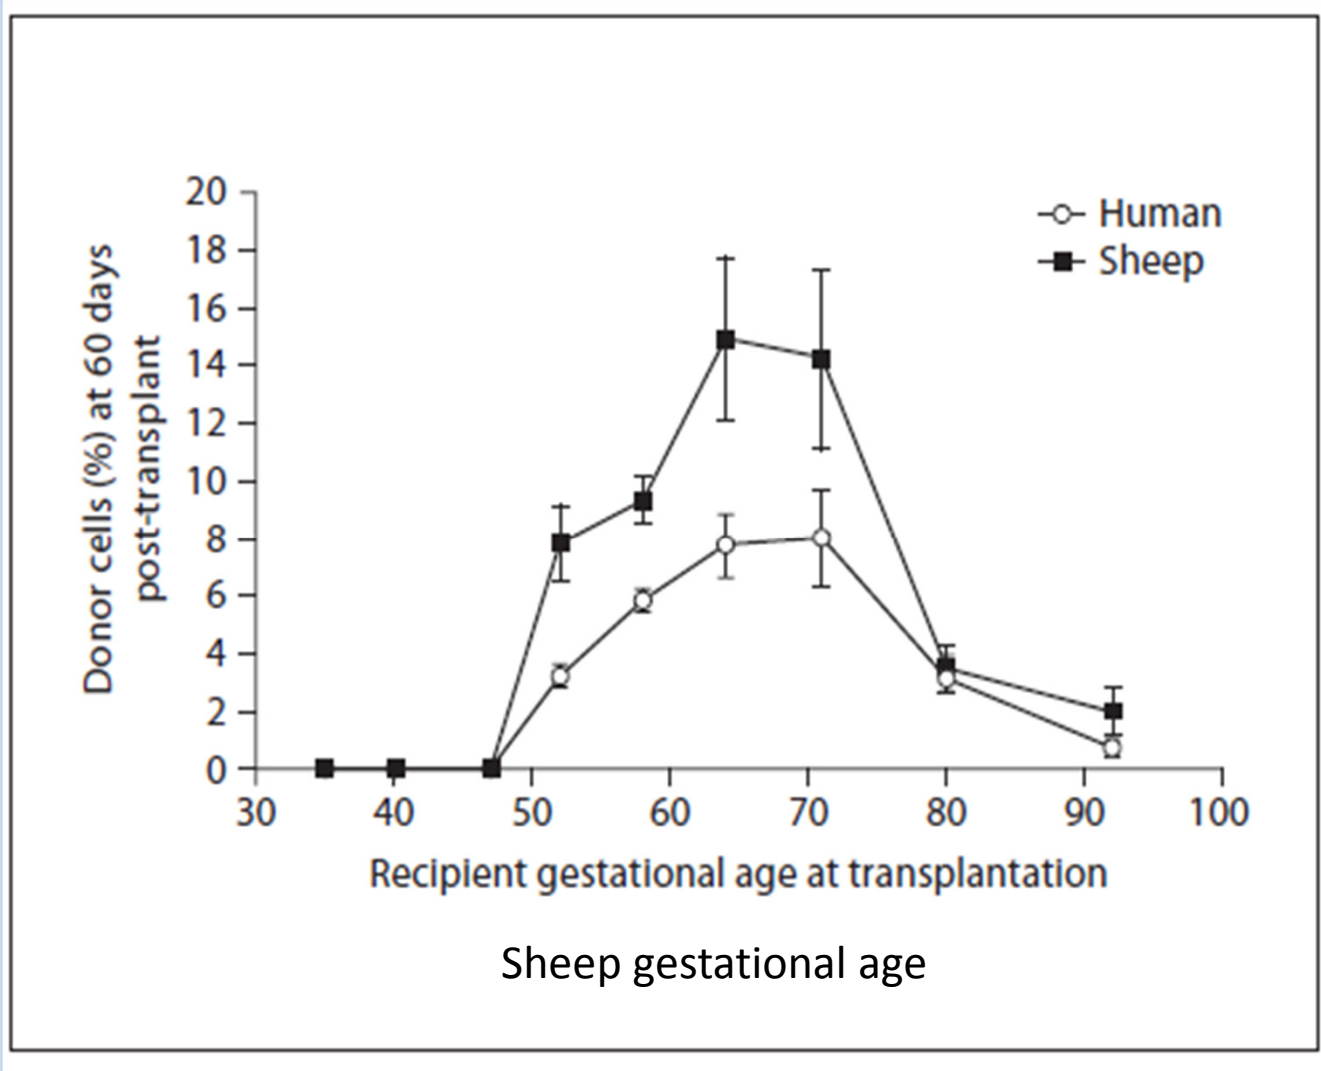 Donor cells (%) at 60 days
post-transplant
20
18
16
14
12
10
8
6
4
2
0
Human
Sheep
30 40 50 60 70 80 90 100
Recipient gestational age at transplantation
Sheep gestational age